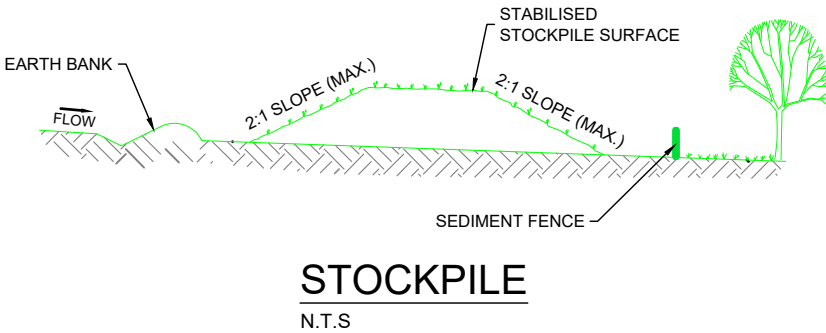 STABILISED
STOCKPILE SURFACE
EARTH BANK
2:1 SLOPE (MAX.)
2:1 SLOPE (MAX.)
FLOW
SEDIMENT FENCE
STOCKPILE
N.T.S